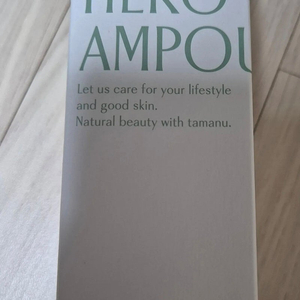 HERO
AMPOU
Let us care for your lifestyle
and good skin.
Natural beauty with tamanu.